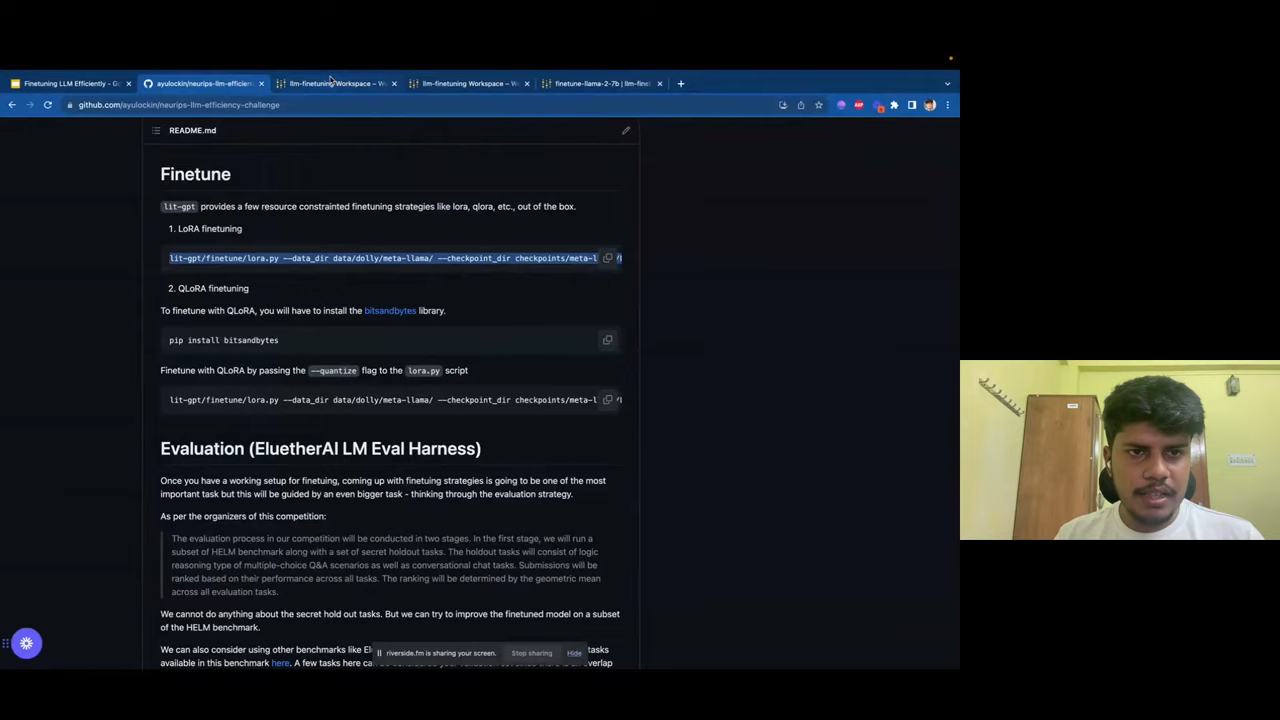 Finetuning LLM Efficiently - G
ayulockin/neurips-llm-efficien
llm-finetuning Workspace – W
llm-finetuning Workspace – W
finetune-llama-2-7b | llm-finet
github.com/ayulockin/neurips-llm-efficiency-challenge
README.md
Finetune
lit-gpt provides a few resource constrainted finetuning strategies like lora, qlora, etc., out of the box.
1. LoRA finetuning
lit-gpt/finetune/lora.py --data_dir data/dolly/meta-llama/ --checkpoint_dir checkpoints/meta-l
2. QLoRA finetuning
To finetune with QLoRA, you will have to install the bitsandbytes library.
pip install bitsandbytes
Finetune with QLoRA by passing the --quantize flag to the lora.py script
lit-gpt/finetune/lora.py --data_dir data/dolly/meta-llama/ --checkpoint_dir checkpoints/meta-l
Evaluation (EluetherAI LM Eval Harness)
Once you have a working setup for finetuing, coming up with finetuing strategies is going to be one of the most
important task but this will be guided by an even bigger task - thinking through the evaluation strategy.
As per the organizers of this competition:
The evaluation process in our competition will be conducted in two stages. In the first stage, we will run a
subset of HELM benchmark along with a set of secret holdout tasks. The holdout tasks will consist of logic
reasoning type of multiple-choice Q&A scenarios as well as conversational chat tasks. Submissions will be
ranked based on their performance across all tasks. The ranking will be determined by the geometric mean
across all evaluation tasks.
We cannot do anything about the secret hold out tasks. But we can try to improve the finetuned model on a subset
of the HELM benchmark.
We can also consider using other benchmarks like El tasks
riverside.fm is sharing your screen. Stop sharing Hide
available in this benchmark here. A few tasks here can be considered your validation overlap